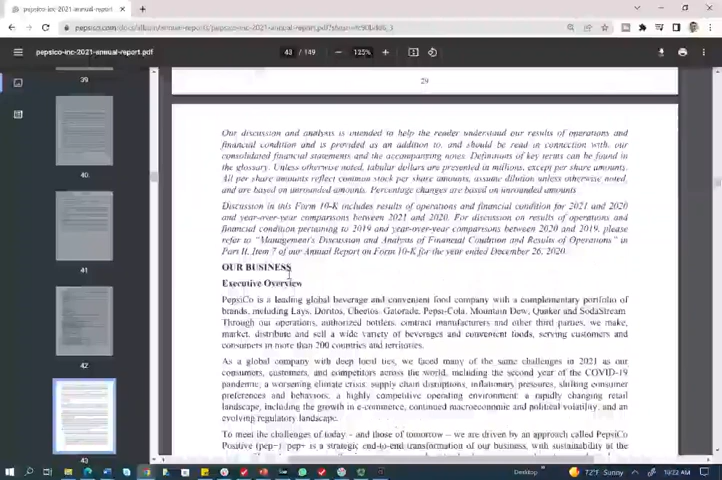 pepsico-inc-2021-annual-report
pepsico.com/docs/
pepsico-inc-2021-annual-report.pdf
43 / 149
125%
39
40
41
42
43
29
Our discussion and analysis is intended to help the reader understand our results of operations and
financial condition and is provided as an addition to, and should be read in connection with, our
consolidated financial statements and the accompanying notes. Definitions of key terms can be found in
the glossary. Unless otherwise noted, tabular dollars are presented in millions, except per share amounts.
All per share amounts reflect common stock per share amounts, assume dilution unless otherwise noted,
and are based on unrounded amounts. Percentage changes are based on unrounded amounts.
Discussion in this Form 10-K includes results of operations and financial condition for 2021 and 2020
and year-over-year comparisons between 2021 and 2020. For discussion on results of operations and
financial condition pertaining to 2019 and year-over-year comparisons between 2020 and 2019, please
refer to "Management's Discussion and Analysis of Financial Condition and Results of Operations" in
Part II, Item 7 of our Annual Report on Form 10-K for the year ended December 26, 2020.
OUR BUSINESS
Executive Overview
PepsiCo is a leading global beverage and convenient food company with a complementary portfolio of
brands, including Lays, Doritos, Cheetos, Gatorade, Pepsi-Cola, Mountain Dew, Quaker and SodaStream.
Through our operations, authorized bottlers, contract manufacturers and other third parties, we make,
market, distribute and sell a wide variety of beverages and convenient foods, serving customers and
consumers in more than 200 countries and territories.
As a global company with deep local ties, we faced many of the same challenges in 2021 as our
consumers, customers, and competitors across the world, including the second year of the COVID-19
pandemic, a worsening climate crisis, supply chain disruptions, inflationary pressures, shifting consumer
preferences and behaviors, a highly competitive operating environment, a rapidly changing retail
landscape, including the growth in e-commerce, continued macroeconomic and political volatility, and an
evolving regulatory landscape.
To meet the challenges of today - and those of tomorrow – we are driven by an approach called PepsiCo
Positive (pep+). pep+ is a strategic end-to-end transformation of our business, with sustainability at the
Desktop
72°F Sunny
10:22 AM